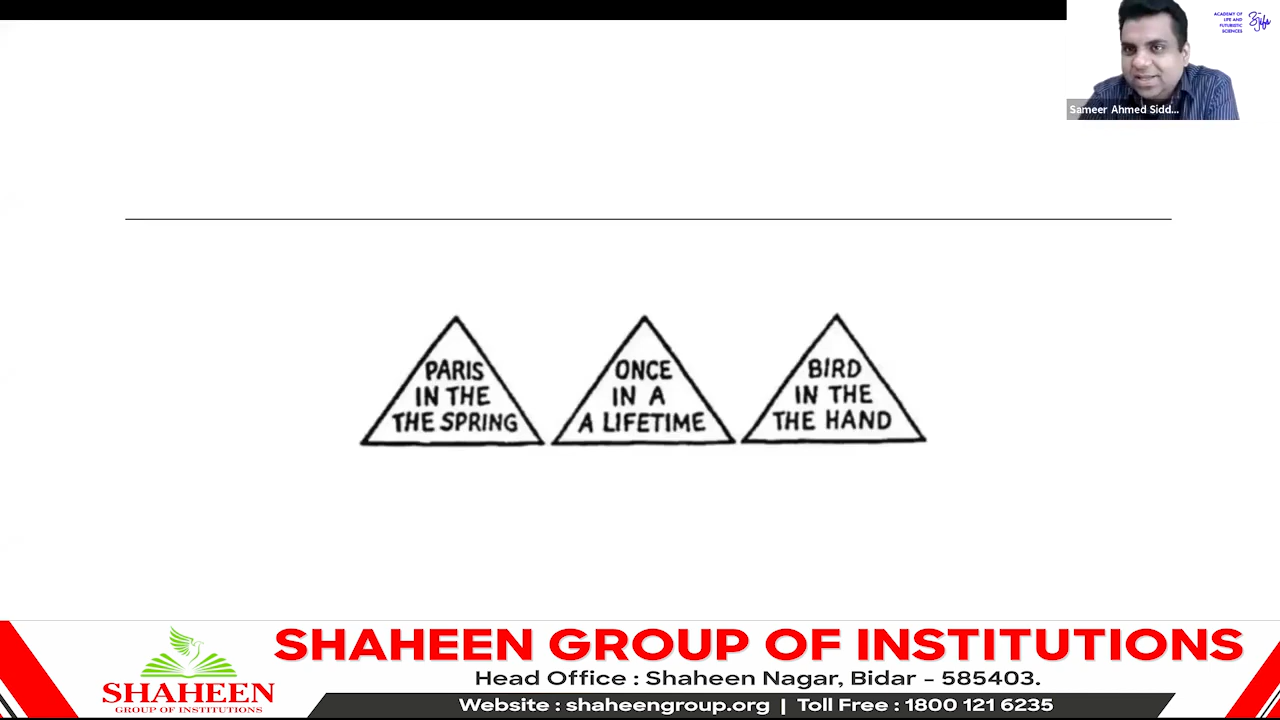 ACADEMY OF
LIFE AND
FUTURISTIC
SCIENCES
Sameer Ahmed Sidd...
PARIS
IN THE
THE SPRING
ONCE
IN A
A LIFETIME
BIRD
IN THE
THE HAND
SHAHEEN
GROUP OF INSTITUTIONS
SHAHEEN GROUP OF INSTITUTIONS
Head Office : Shaheen Nagar, Bidar - 585403.
Website : shaheengroup.org | Toll Free : 1800 121 6235